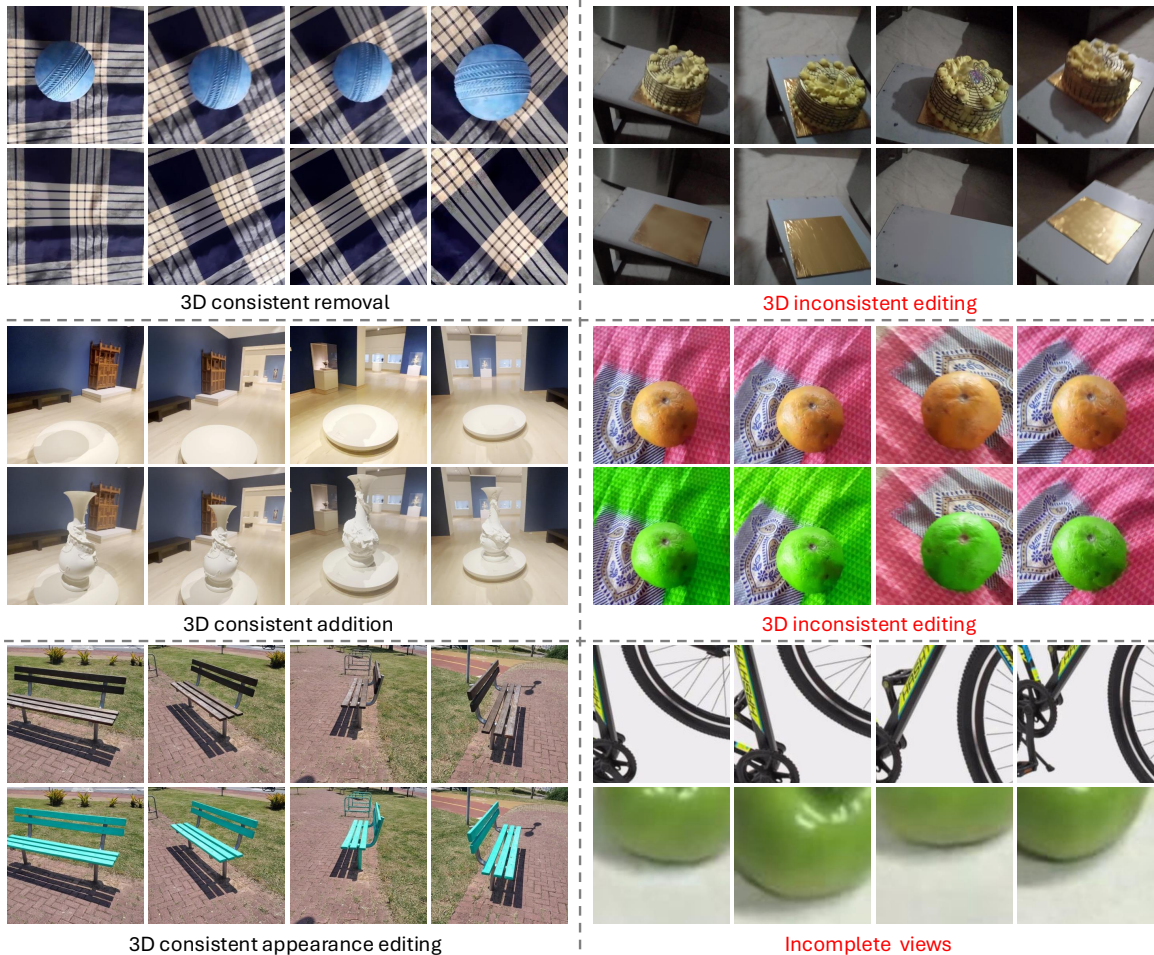 3D consistent removal
3D inconsistent editing
3D consistent addition
3D inconsistent editing
3D consistent appearance editing
Incomplete views